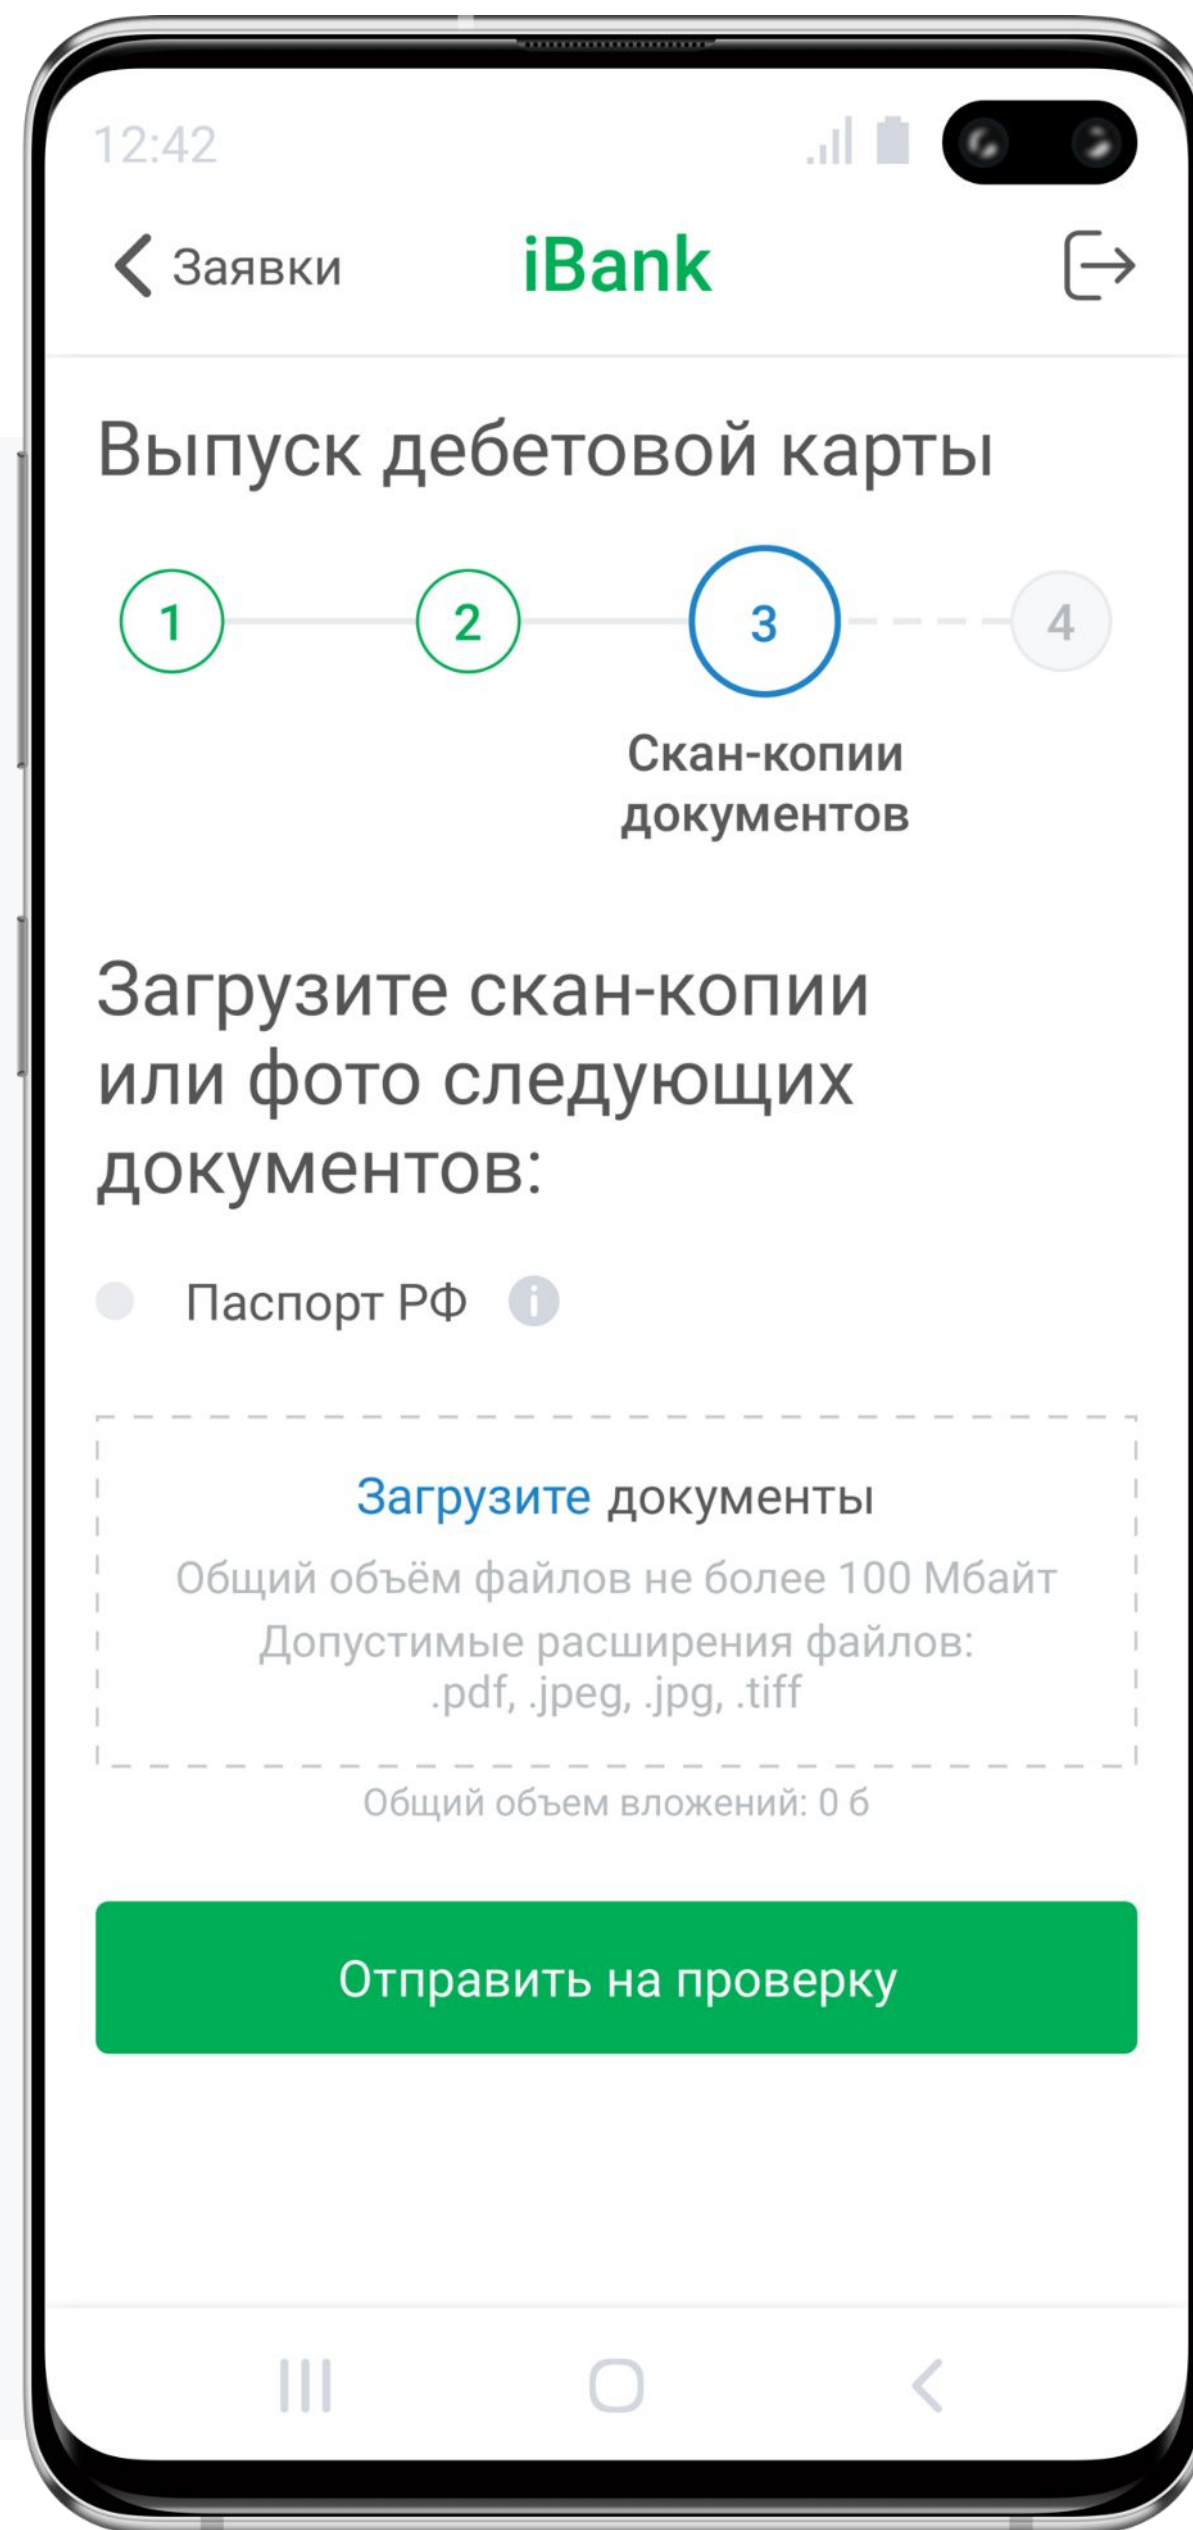 12:42
Заявки
iBank
Выпуск дебетовой карты
1
2
3
4
Скан-копии
документов
Загрузите скан-копии
или фото следующих
документов:
Паспорт РФ i
Загрузите документы
Общий объём файлов не более 100 Мбайт
Допустимые расширения файлов:
.pdf, .jpeg, .jpg, .tiff
Общий объем вложений: 0 б
Отправить на проверку